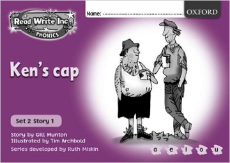 Read Write Inc.
PHONICS
Name:
OXFORD
Ken's cap
Set 2 Story 1
Story by Gill Munton
Illustrations by Tim Archbold
Series developed by Ruth Miskin
a e i o u